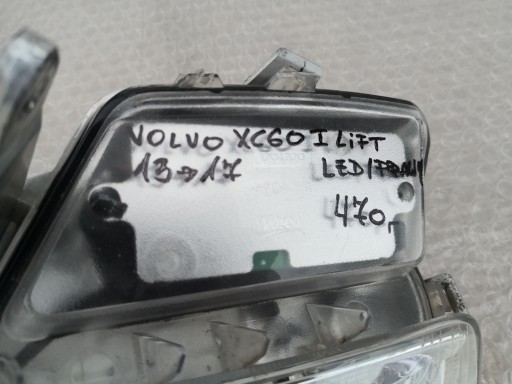 VOLVO XC60 I LiFT
13→17 LED/
470,-